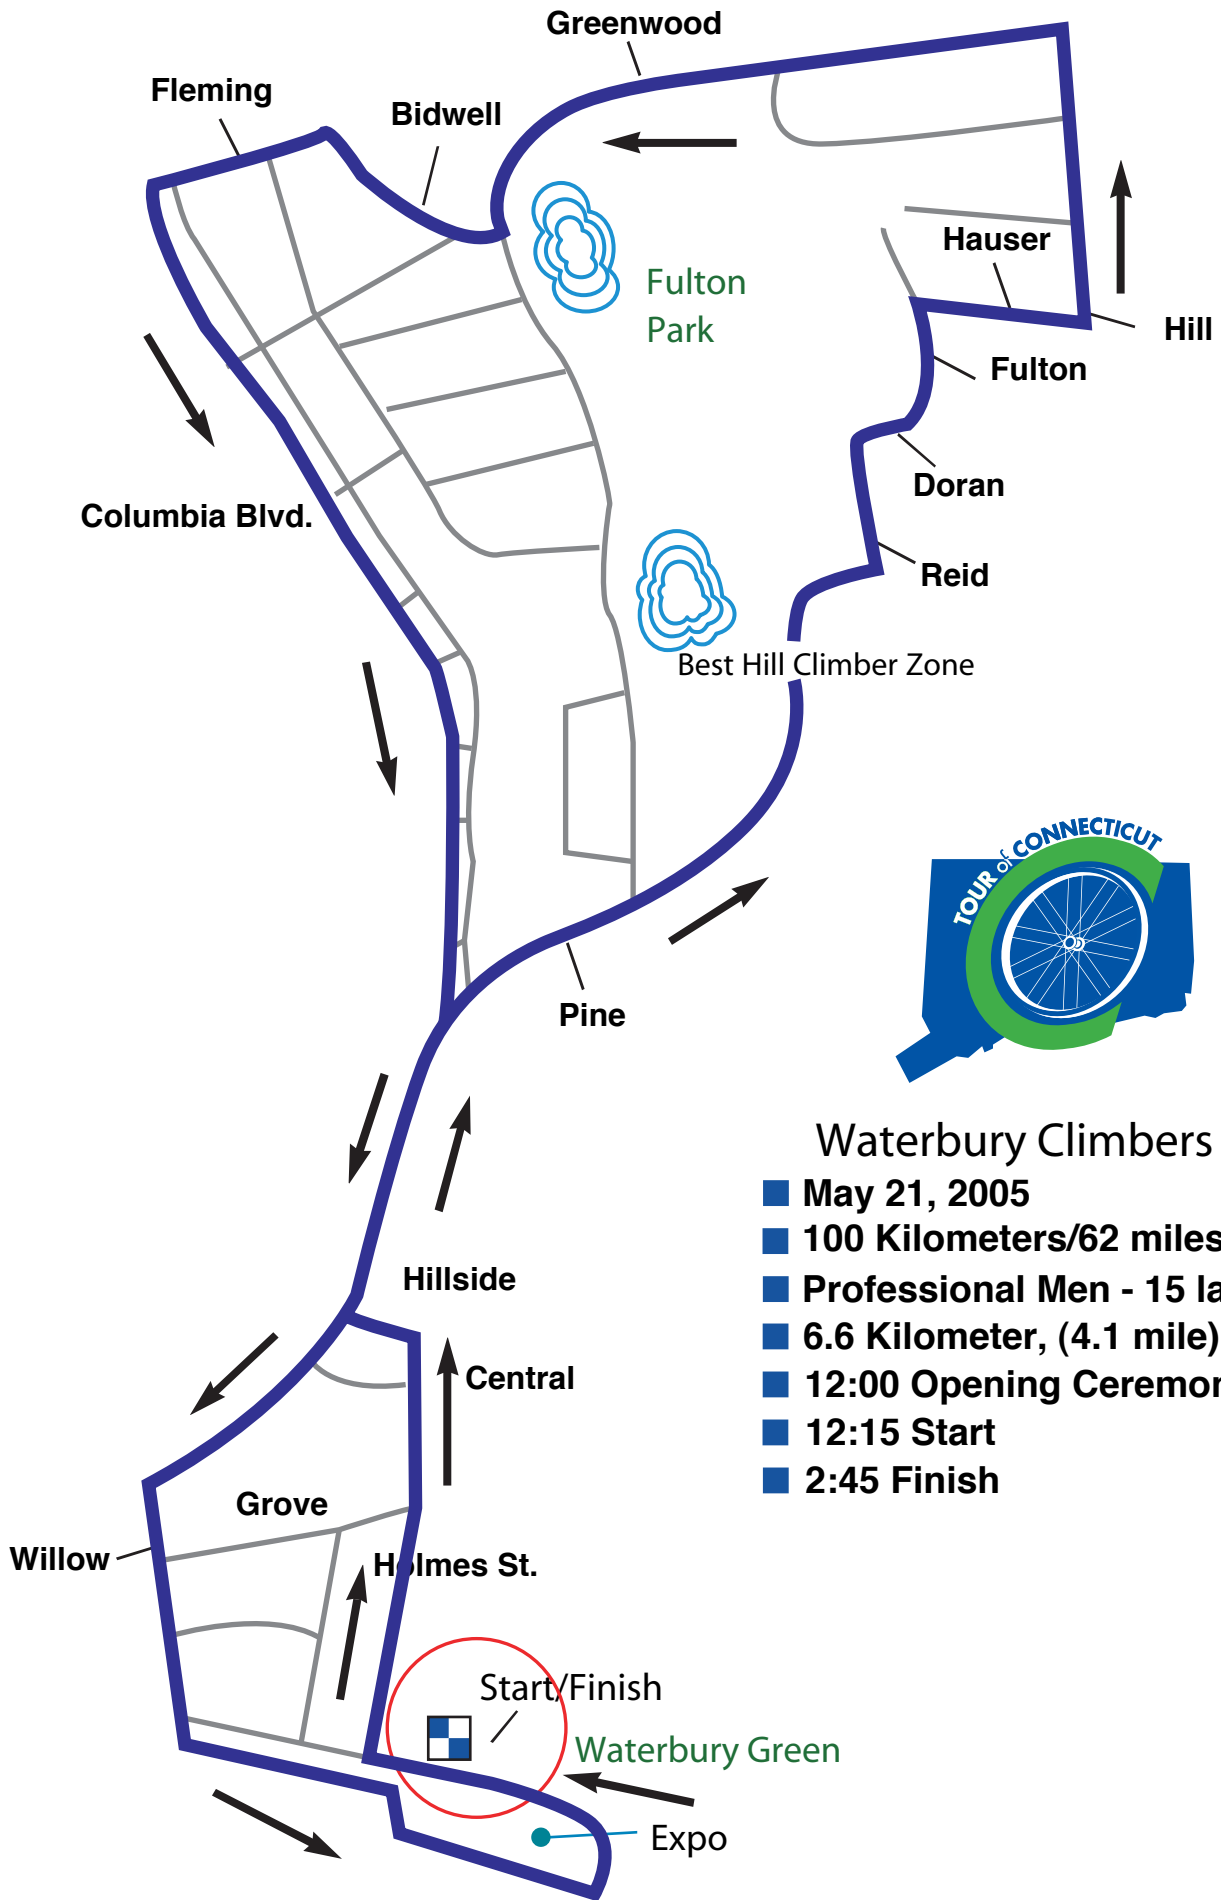 Greenwood
Fleming
Bidwell
Fulton
Park
Hauser
Hill
Fulton
Doran
Columbia Blvd.
Reid
Best Hill Climber Zone
TOUR of CONNECTICUT
Pine
Waterbury Climbers
May 21, 2005
100 Kilometers/62 miles
Hillside
Professional Men - 15 la
6.6 Kilometer, (4.1 mile)
Central
12:00 Opening Ceremon
12:15 Start
2:45 Finish
Grove
Willow
Holmes St.
Start/Finish
Waterbury Green
Expo